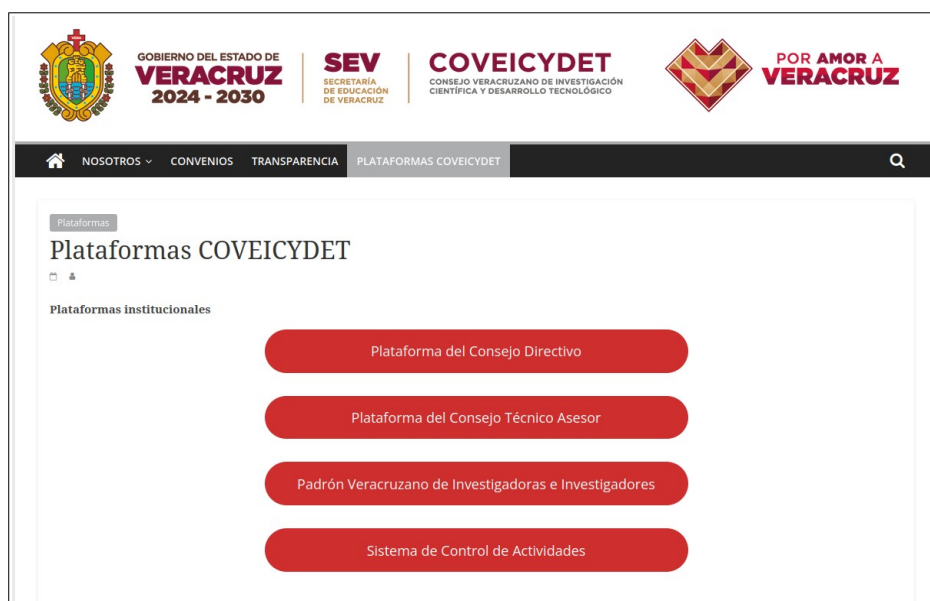 GOBIERNO DEL ESTADO DE
VERACRUZ
2024 - 2030
SEV
SECRETARÍA
DE EDUCACIÓN
DE VERACRUZ
COVEICYDET
CONSEJO VERACRUZANO DE INVESTIGACIÓN
CIENTÍFICA Y DESARROLLO TECNOLÓGICO
POR AMOR A
VERACRUZ
NOSOTROS CONVENIOS TRANSPARENCIA PLATAFORMAS COVEICYDET
Plataformas
Plataformas COVEICYDET
Plataformas institucionales
Plataforma del Consejo Directivo
Plataforma del Consejo Técnico Asesor
Padrón Veracruzano de Investigadoras e Investigadores
Sistema de Control de Actividades